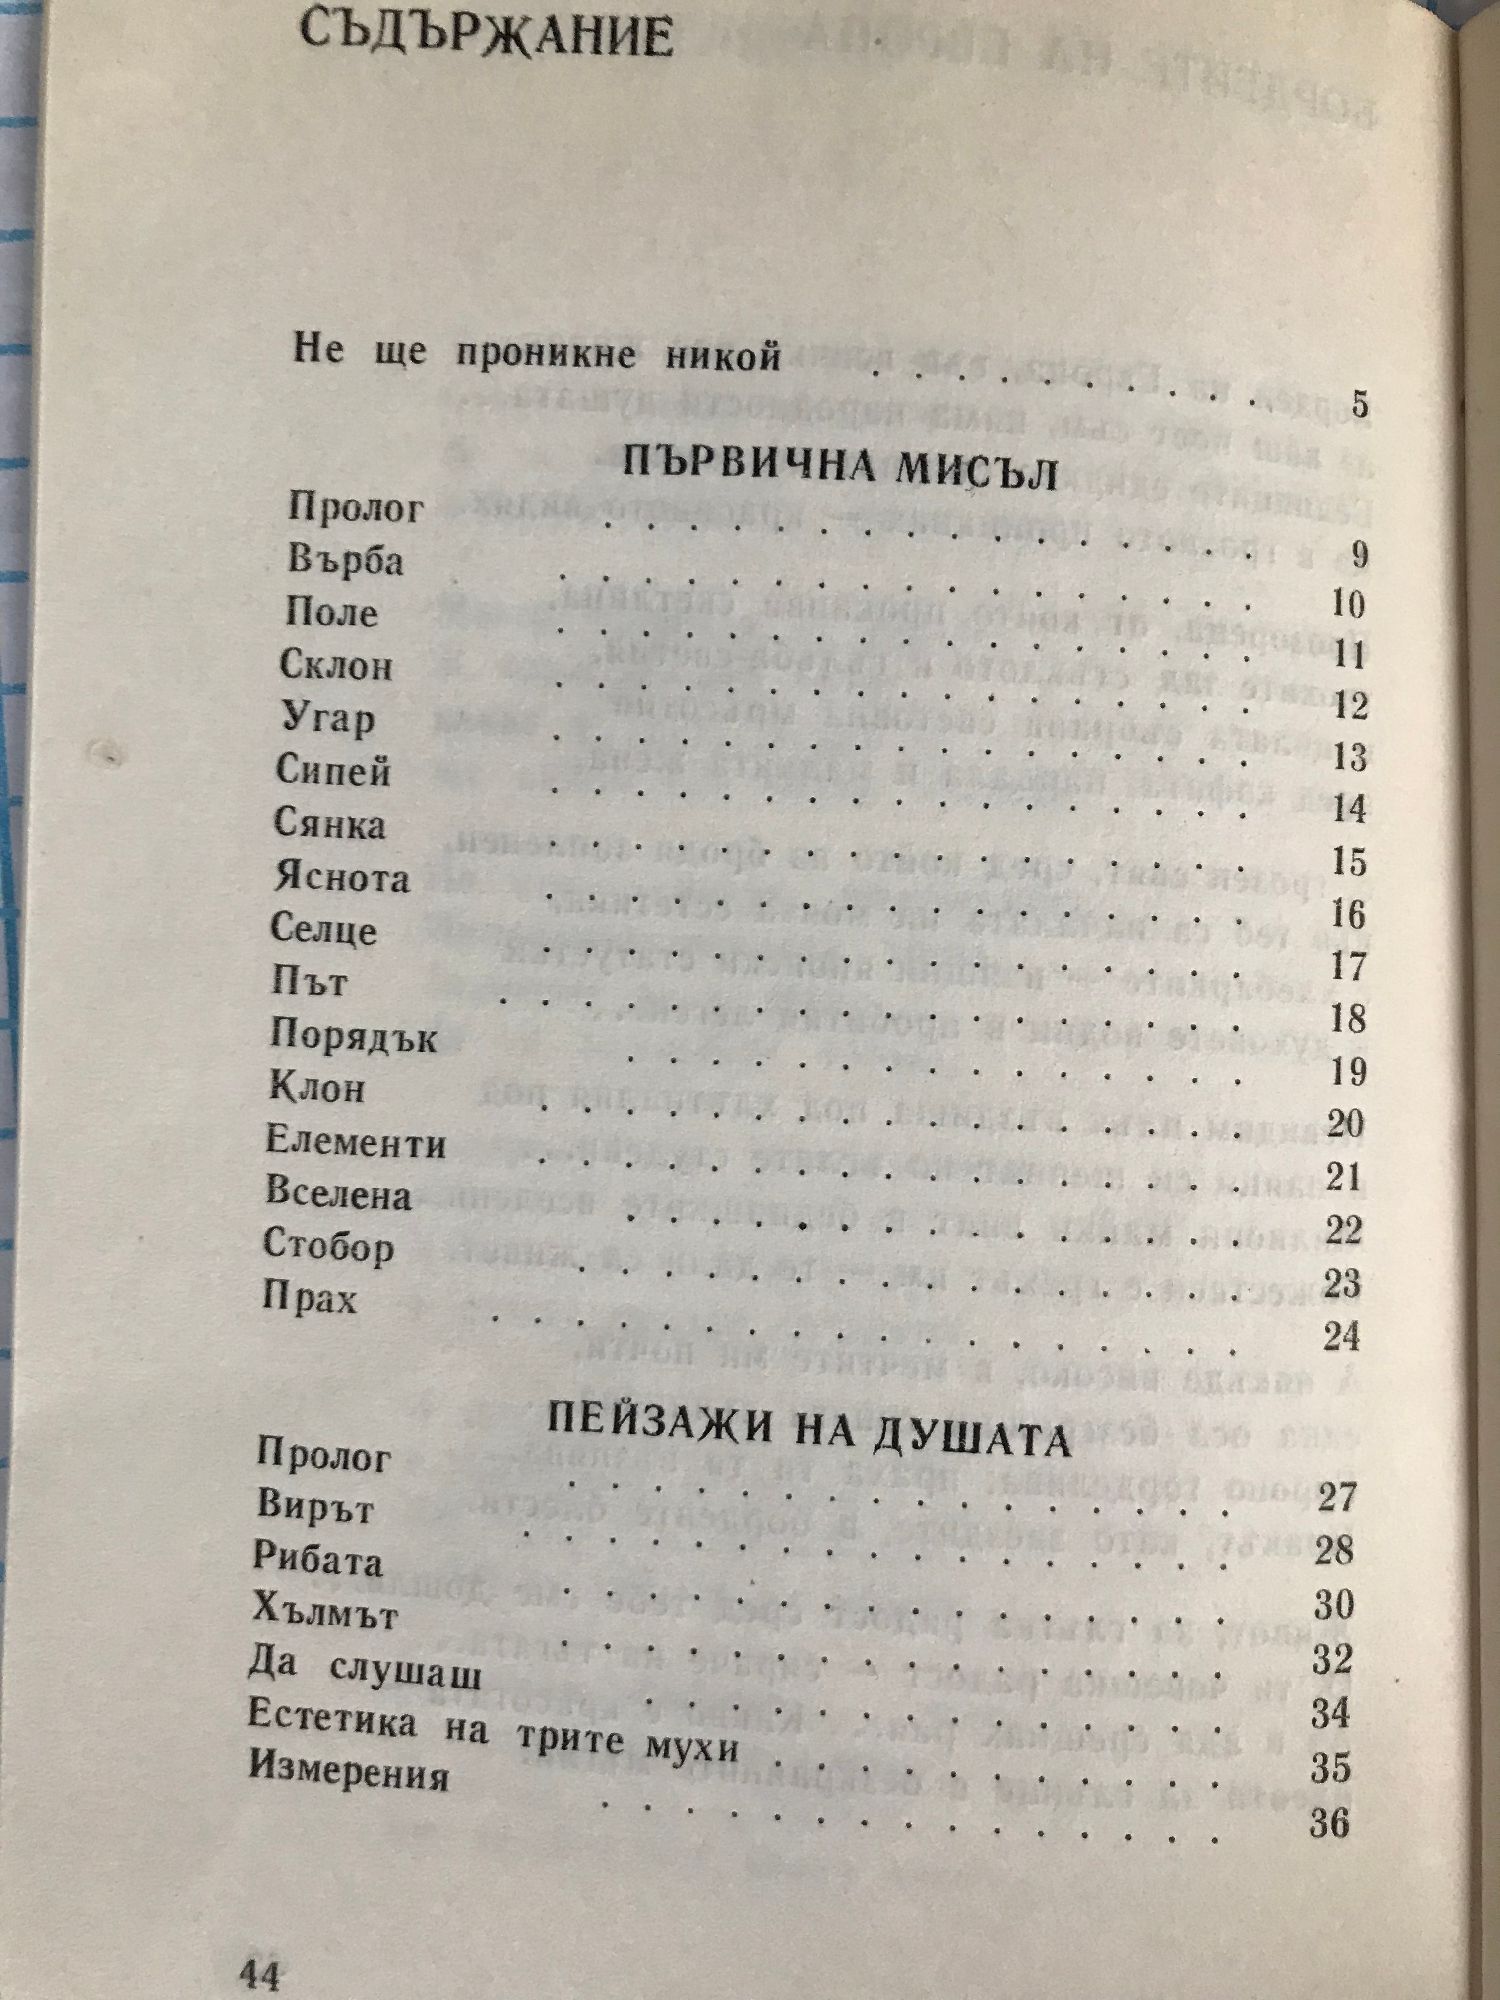 СЪДЪРЖАНИЕ
Не ще проникне никой . . . . . . . . . . 5
ПЪРВИЧНА МИСЪЛ
Пролог . . . . . . . . . . . . . . . . 9
Върба . . . . . . . . . . . . . . . . . 10
Поле . . . . . . . . . . . . . . . . . 11
Склон . . . . . . . . . . . . . . . . . 12
Угар . . . . . . . . . . . . . . . . . 13
Сипей . . . . . . . . . . . . . . . . . 14
Сянка . . . . . . . . . . . . . . . . . 15
Яснота . . . . . . . . . . . . . . . . . 16
Селце . . . . . . . . . . . . . . . . . 17
Път . . . . . . . . . . . . . . . . . . 18
Порядък . . . . . . . . . . . . . . . 19
Клон . . . . . . . . . . . . . . . . . 20
Елементи . . . . . . . . . . . . . . . . . 21
Вселена . . . . . . . . . . . . . . . 22
Стобор . . . . . . . . . . . . . . . . 23
Прах . . . . . . . . . . . . . . . . . . 24
ПЕЙЗАЖИ НА ДУШАТА
Пролог . . . . . . . . . . . . . . . . 27
Вирът . . . . . . . . . . . . . . . . . 28
Рибата . . . . . . . . . . . . . . . . 30
Хълмът . . . . . . . . . . . . . . . . 32
Да слушаш . . . . . . . . . . . . . . 34
Естетика на трите мухи . . . . . . . . . . . 35
Измерения . . . . . . . . . . . . . . . 36
44